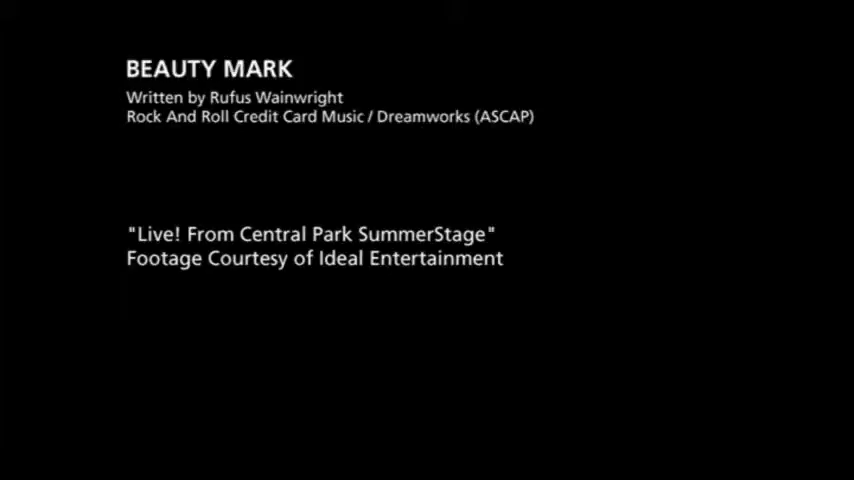 BEAUTY MARK
Written by Rufus Wainwright
Rock And Roll Credit Card Music / Dreamworks (ASCAP)
"Live! From Central Park SummerStage"
Footage Courtesy of Ideal Entertainment